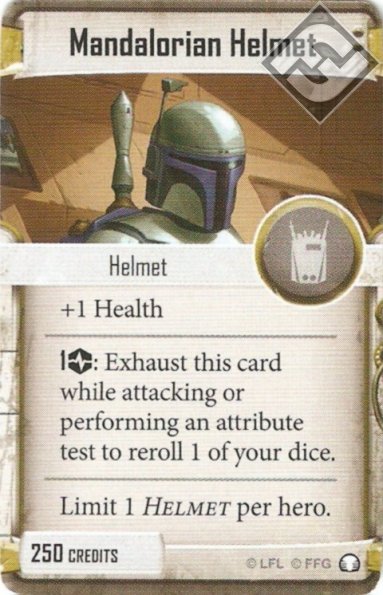 Mandalorian Helmet
Helmet
+1 Health
1: Exhaust this card
while attacking or
performing an attribute
test to reroll 1 of your dice.
Limit 1 HELMET per hero.
250 CREDITS
© LFL © FFG